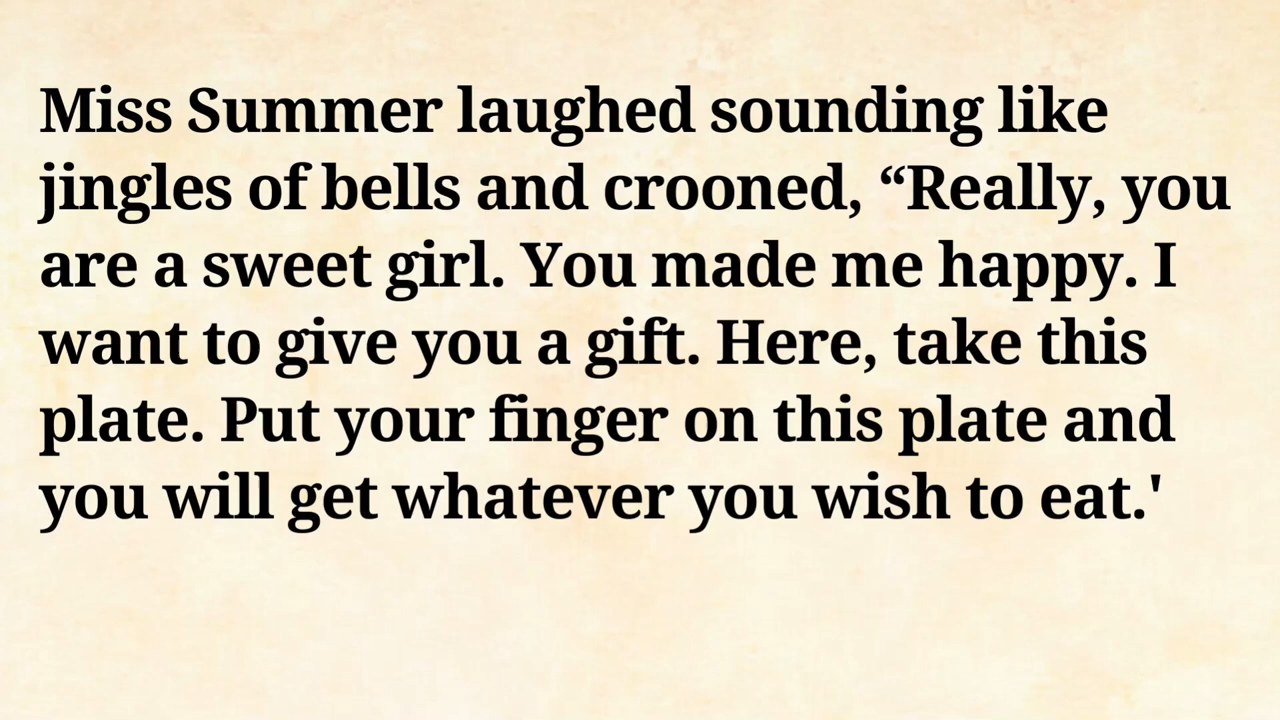 Miss Summer laughed sounding like
jingles of bells and crooned, “Really, you
are a sweet girl. You made me happy. I
want to give you a gift. Here, take this
plate. Put your finger on this plate and
you will get whatever you wish to eat.'